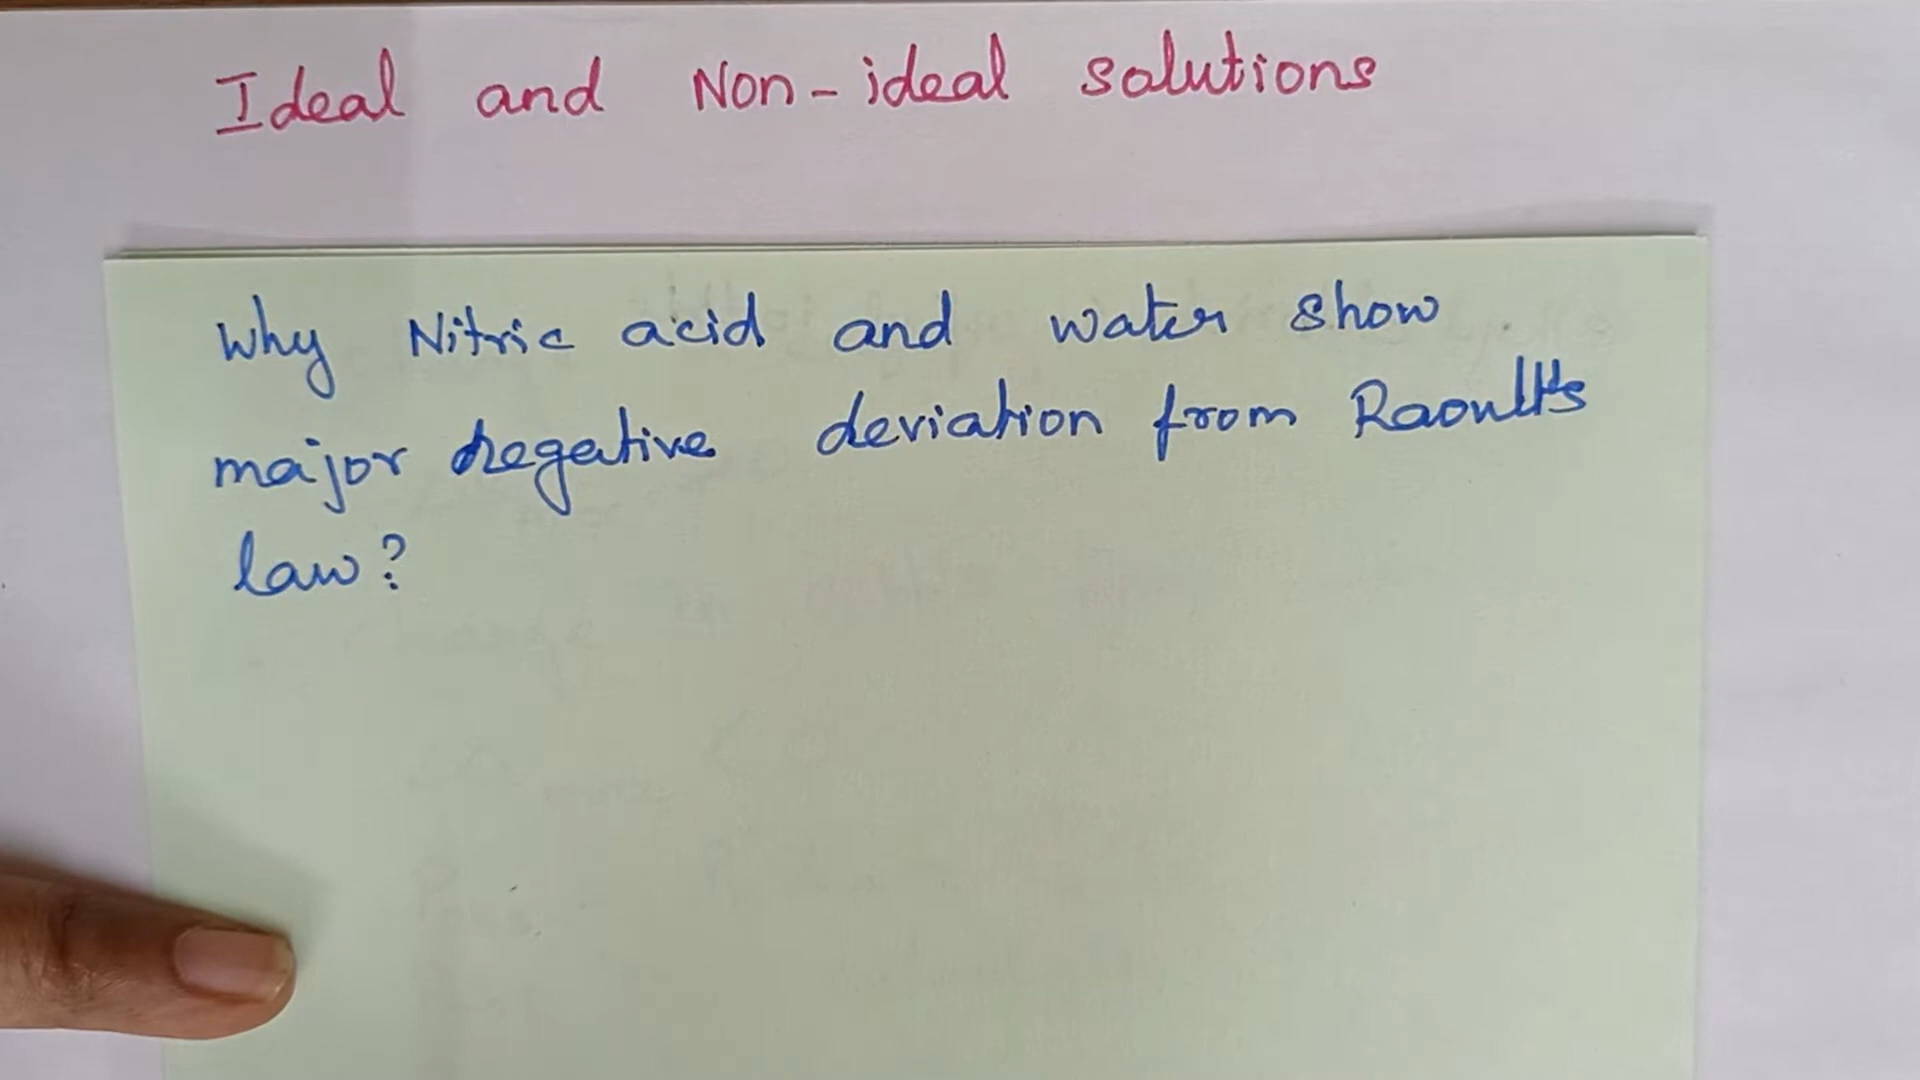 Ideal and Non-ideal solutions
Why Nitric acid and water show
major negative deviation from Raoult's
law?